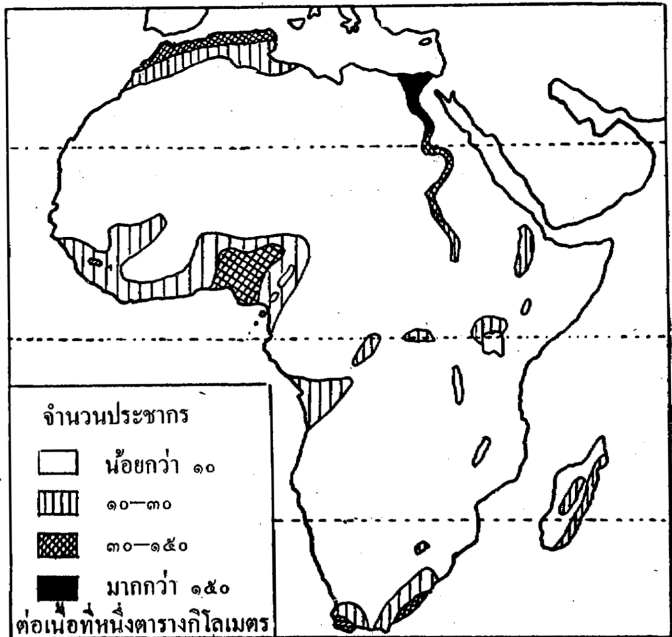 จำนวนประชากร
น้อยกว่า ๑๐
๑๐—๓๐
๓๐—๑๕๐
มากกว่า ๑๕๐
ต่อเนื้อที่หนึ่งตารางกิโลเมตร